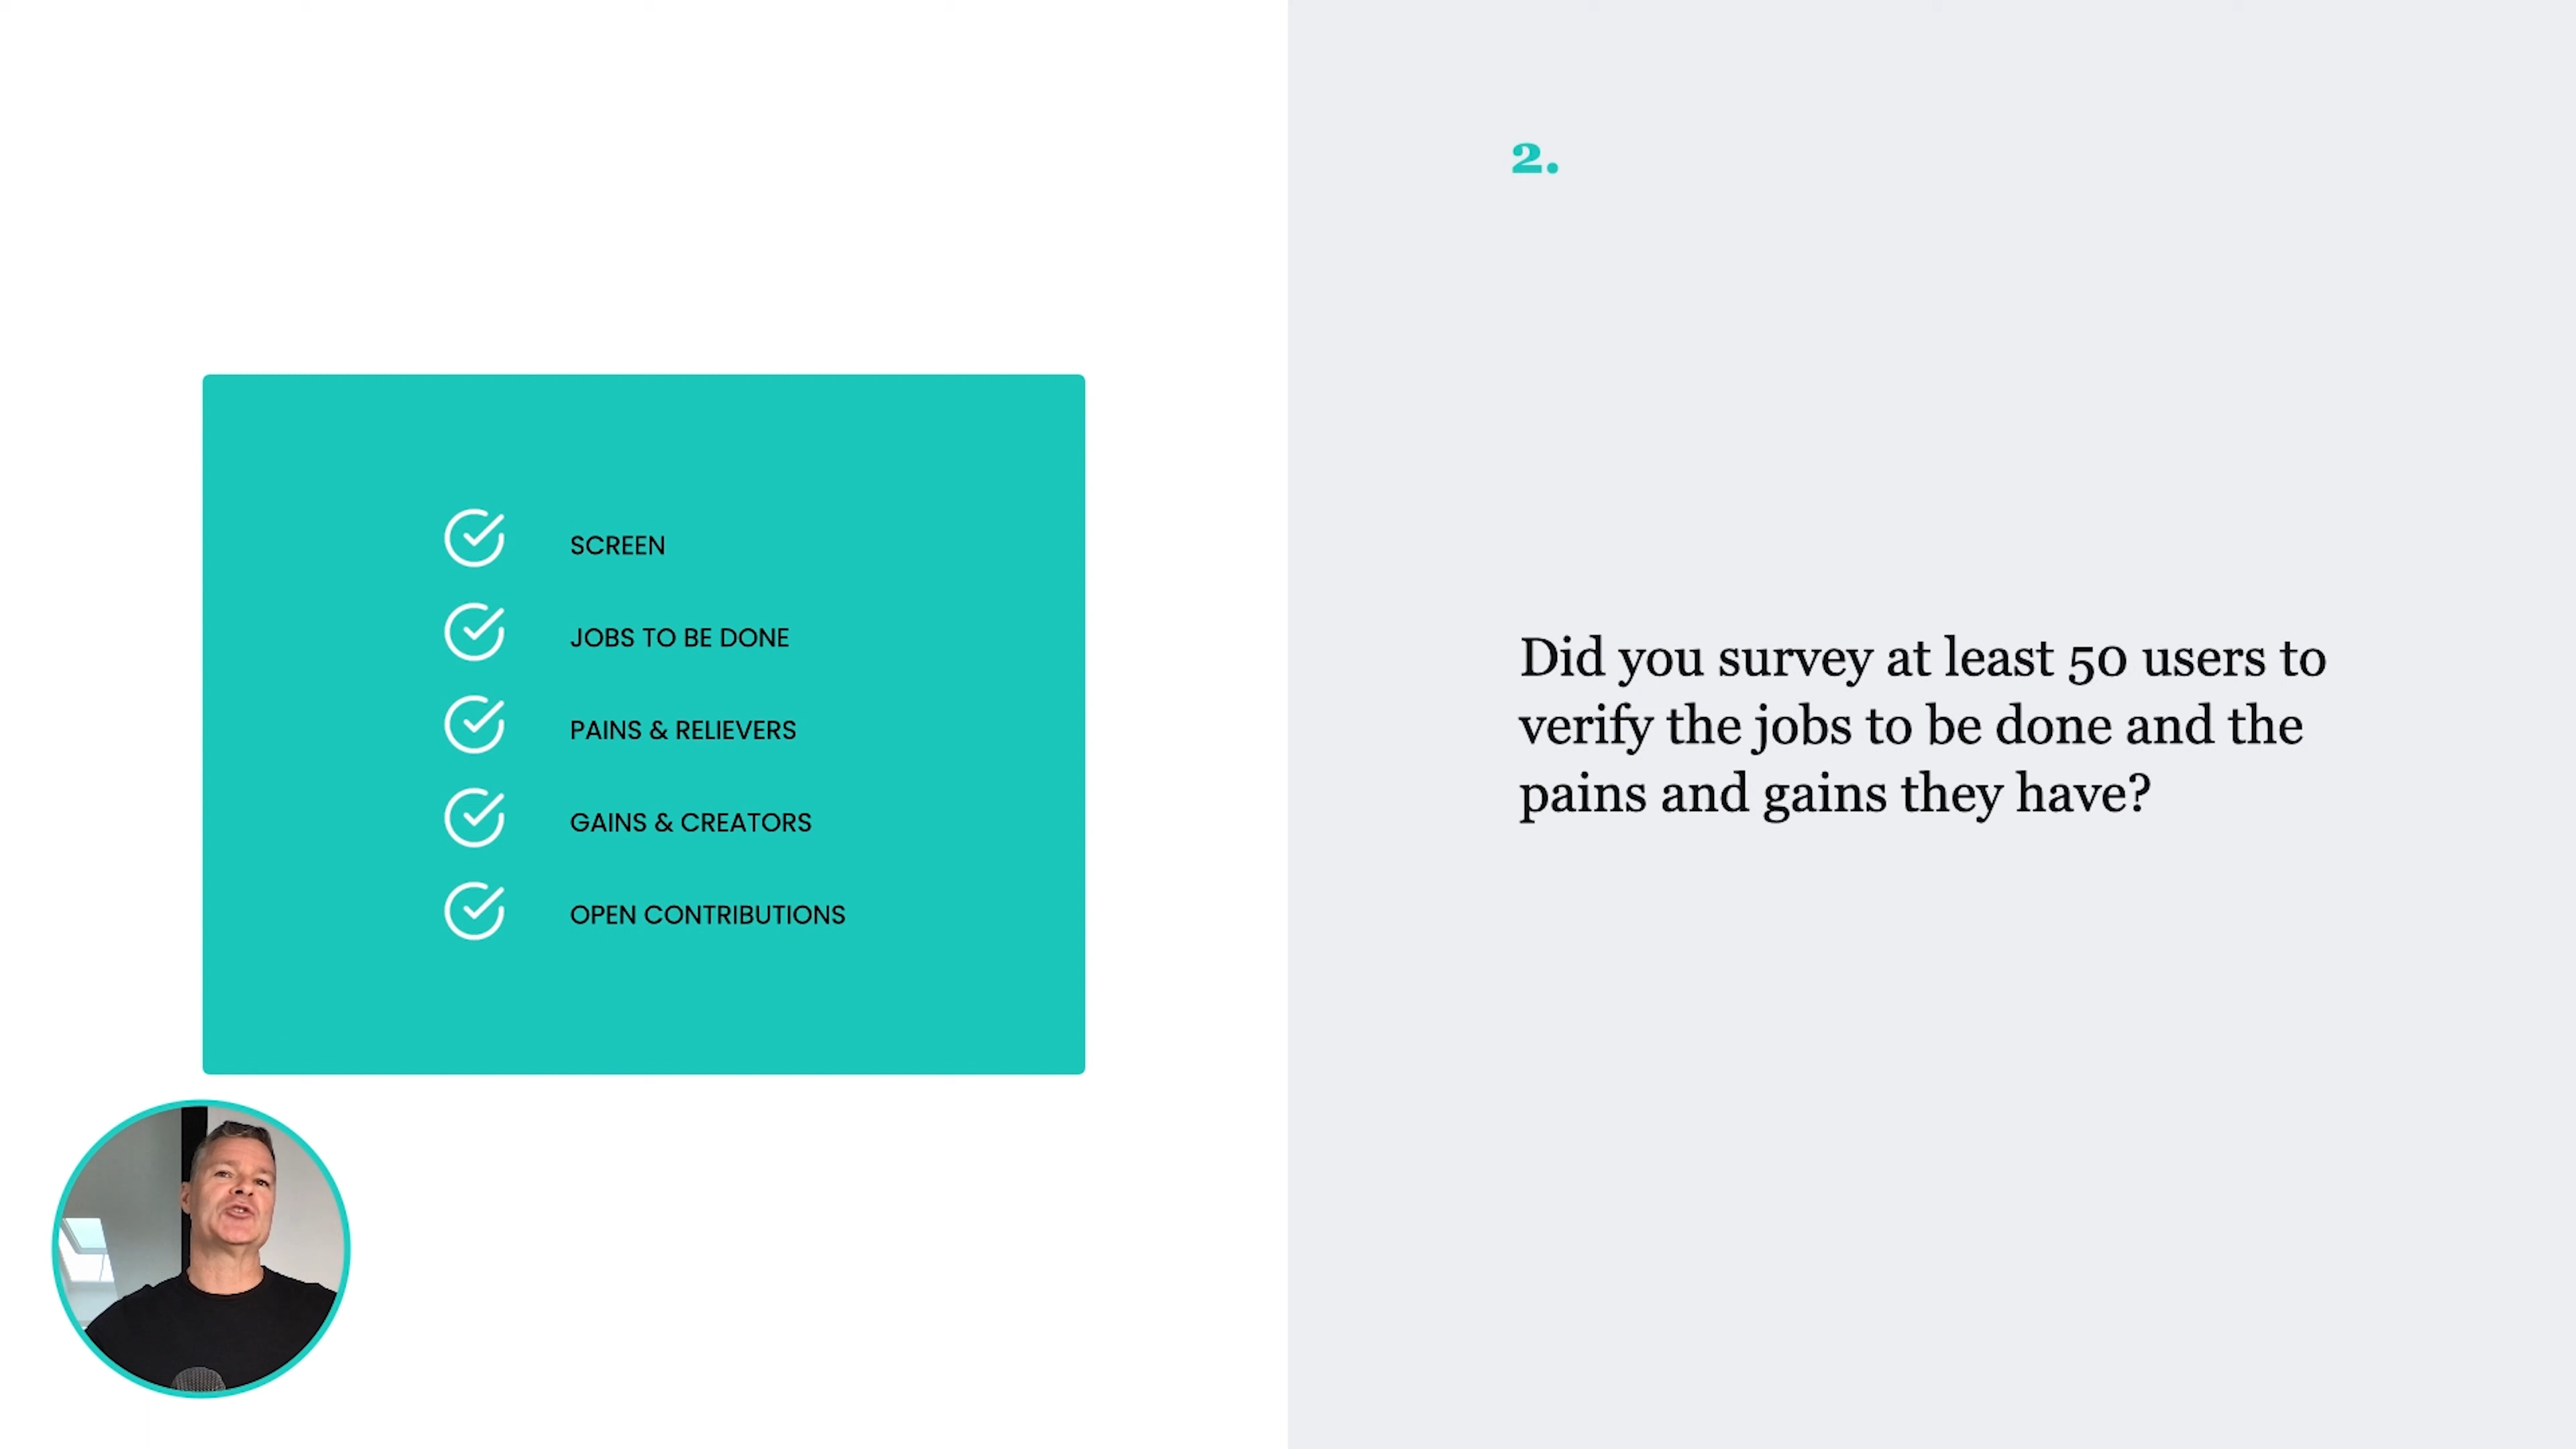 SCREEN
JOBS TO BE DONE
PAINS & RELIEVERS
GAINS & CREATORS
OPEN CONTRIBUTIONS
2.
Did you survey at least 50 users to
verify the jobs to be done and the
pains and gains they have?